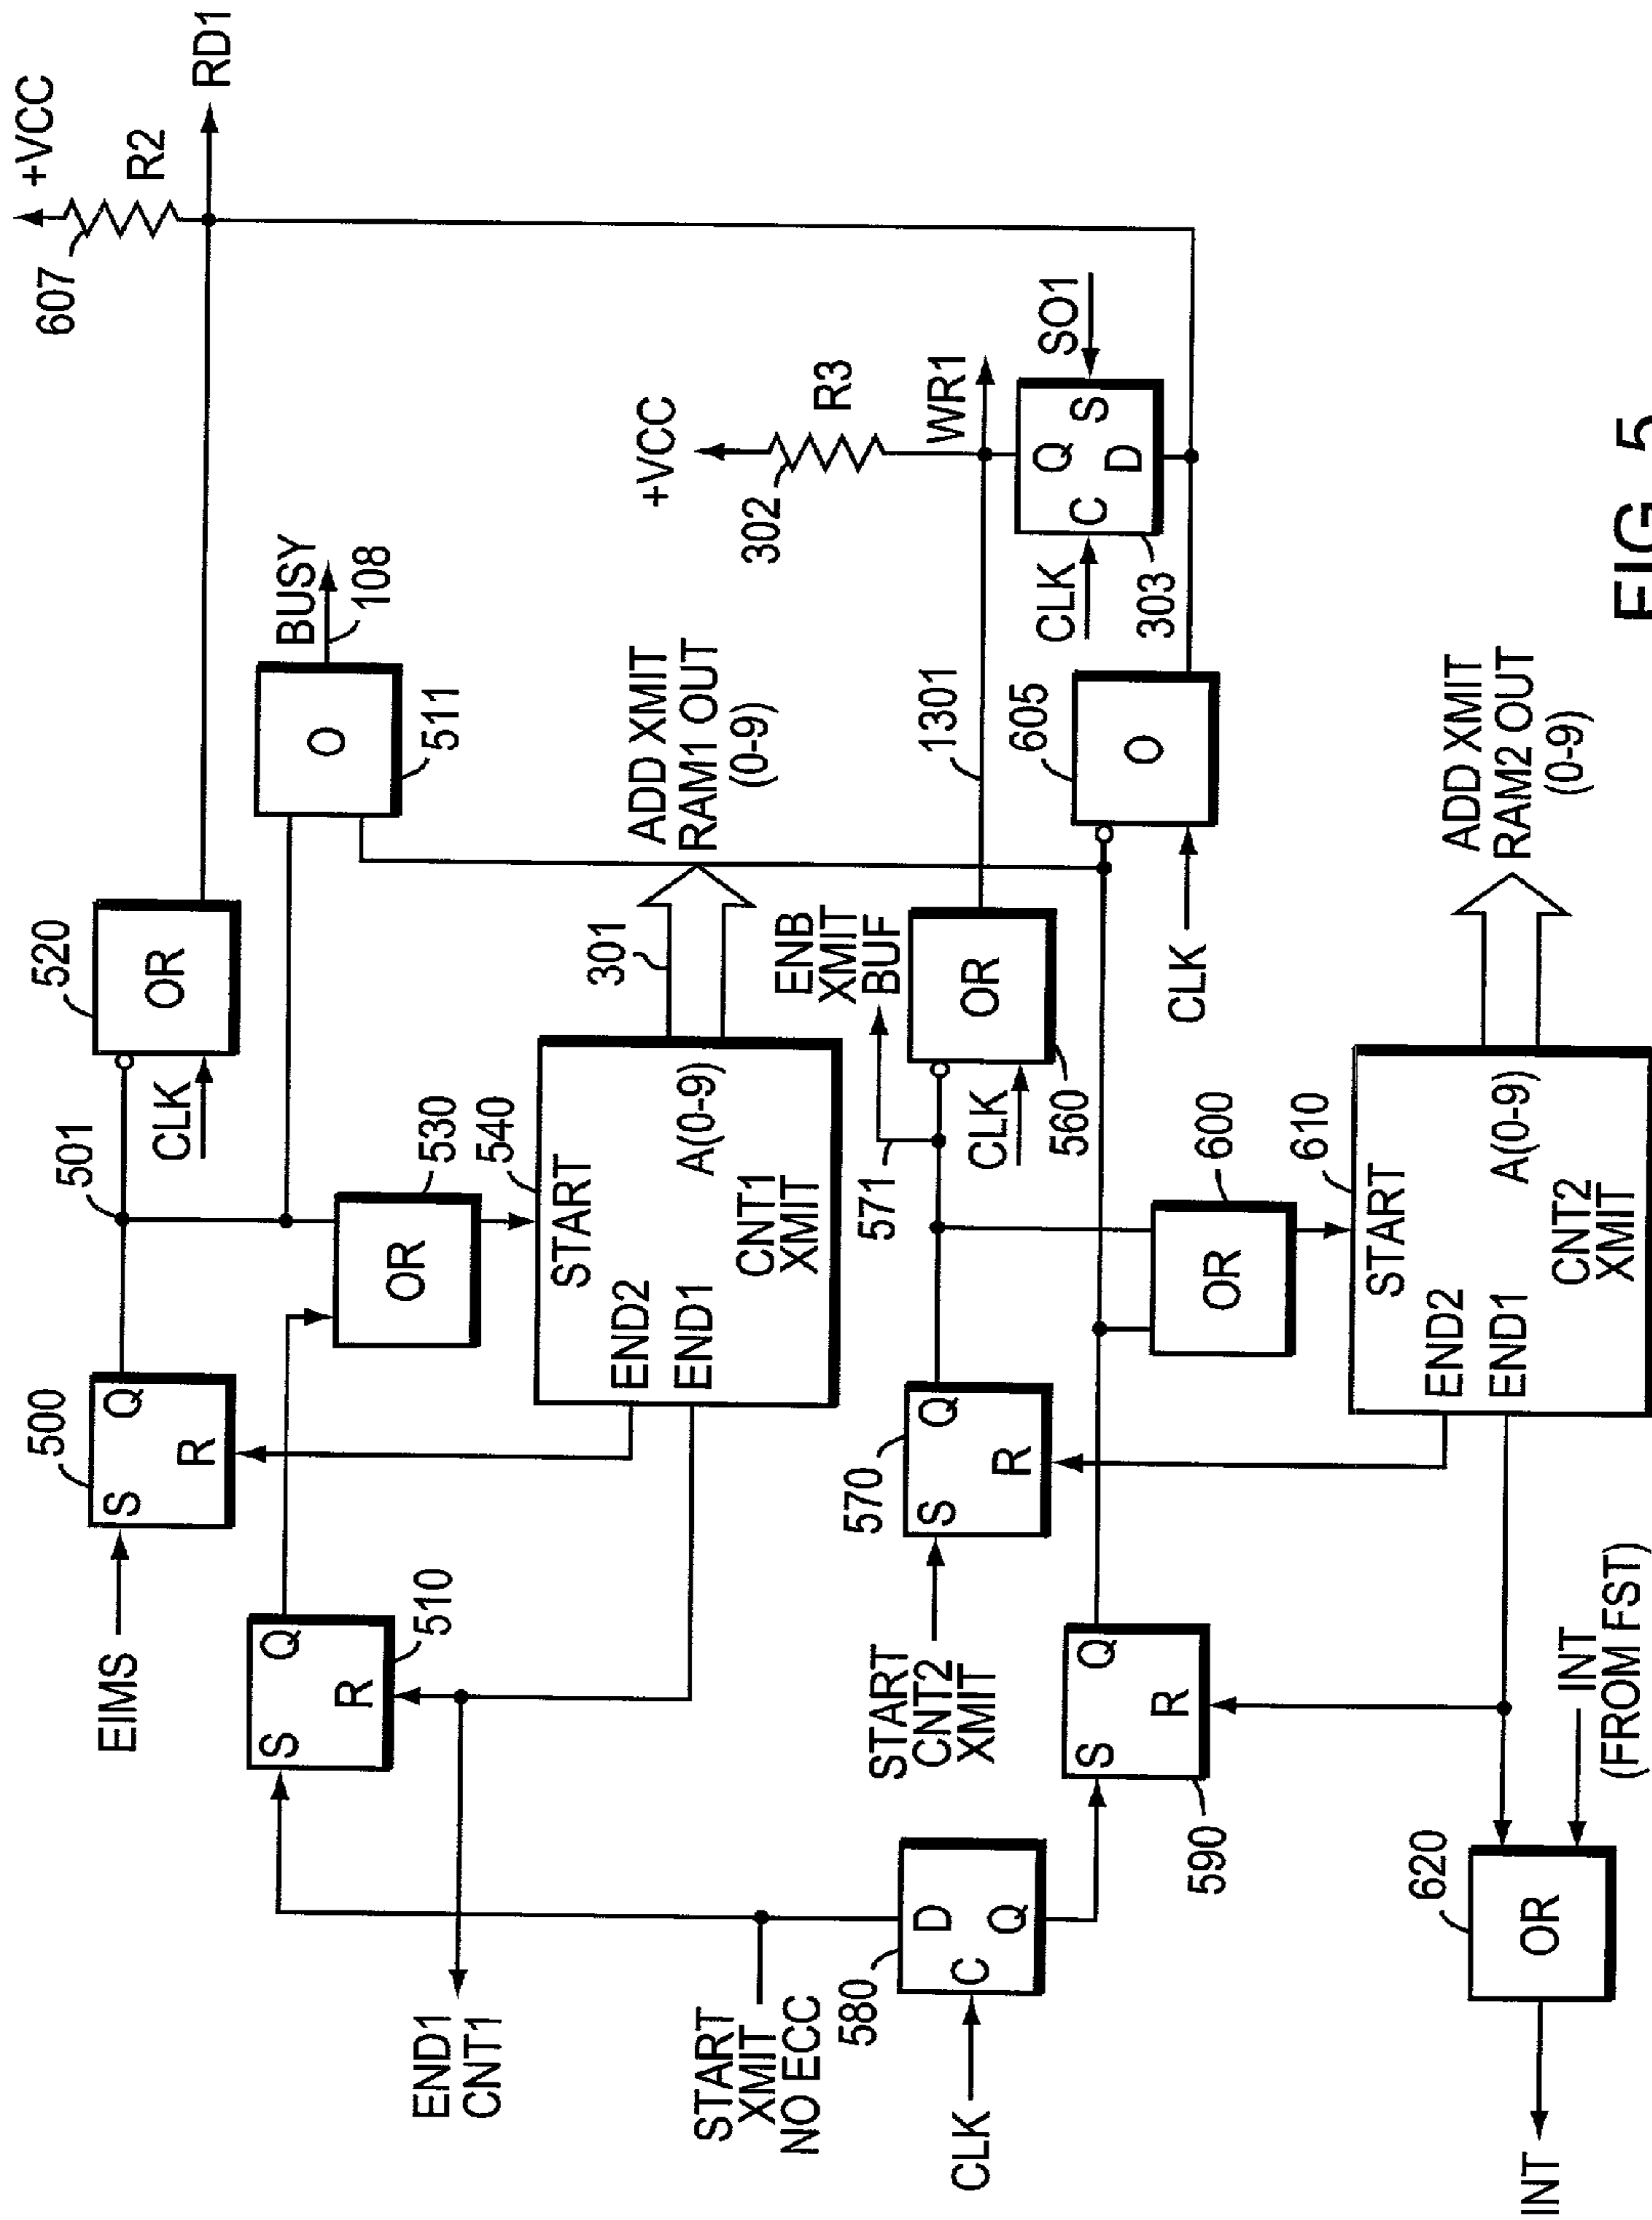 +VCC
607
R2
RD1
520
OR
501
CLK
500
S
Q
R
EIMS
BUSY
108
O
511
530
OR
510
S
Q
R
END1
CNT1
540
START
END2
END1
A(0-9)
CNT1
XMIT
301
ADD XMIT
RAM1 OUT
(0-9)
+VCC
302
R3
WR1
1301
ENB
XMIT
BUF
571
OR
CLK
560
570
S
Q
R
START
CNT2
XMIT
Q
C
S
D
SO1
CLK
303
605
O
CLK
START
XMIT
NO ECC
580
D
C
Q
CLK
590
S
Q
R
600
OR
610
START
END2
END1
A(0-9)
CNT2
XMIT
ADD XMIT
RAM2 OUT
(0-9)
620
OR
INT
INT
(FROM FST)
FIG. 5